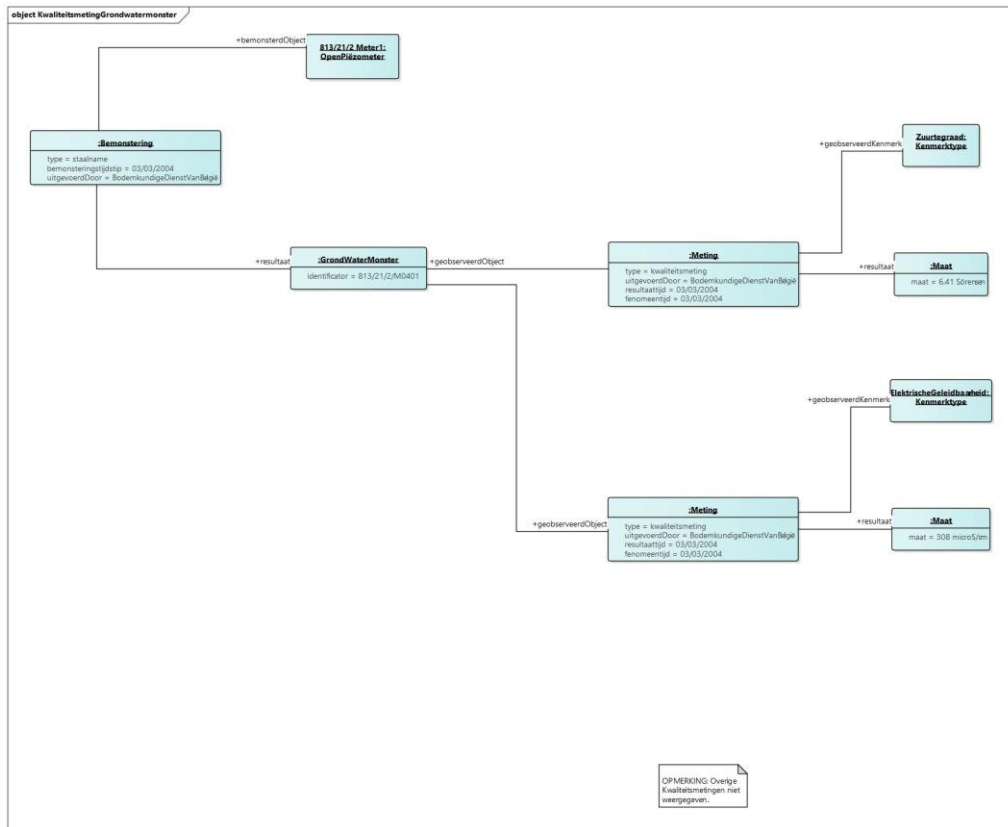 object KwaliteitsmetingGrondwatermonster
+bemonsterdObject
813/21/2 Meter1:
OpenPiëzometer
:Bemonstering
type = staalname
bemonsteringstijdstip = 03/03/2004
uitgevoerdDoor = BodemkundigeDienstVanBelgië
Zuurtegraad:
Kenmerktype
+geobserveerdKenmerk
+resultaat
:GrondWaterMonster
identificator = 813/21/2/M0401
+geobserveerdObject
:Meting
type = kwaliteitsmeting
uitgevoerdDoor = BodemkundigeDienstVanBelgië
resultaattijd = 03/03/2004
fenomeentijd = 03/03/2004
+resultaat
:Maat
maat = 6.41 Sörensen
ElektrischeGeleidbaarheid:
Kenmerktype
+geobserveerdKenmerk
+geobserveerdObject
:Meting
type = kwaliteitsmeting
uitgevoerdDoor = BodemkundigeDienstVanBelgië
resultaattijd = 03/03/2004
fenomeentijd = 03/03/2004
+resultaat
:Maat
maat = 308 microS/cm
OPMERKING: Overige
Kwaliteitsmetingen niet
weergegeven.